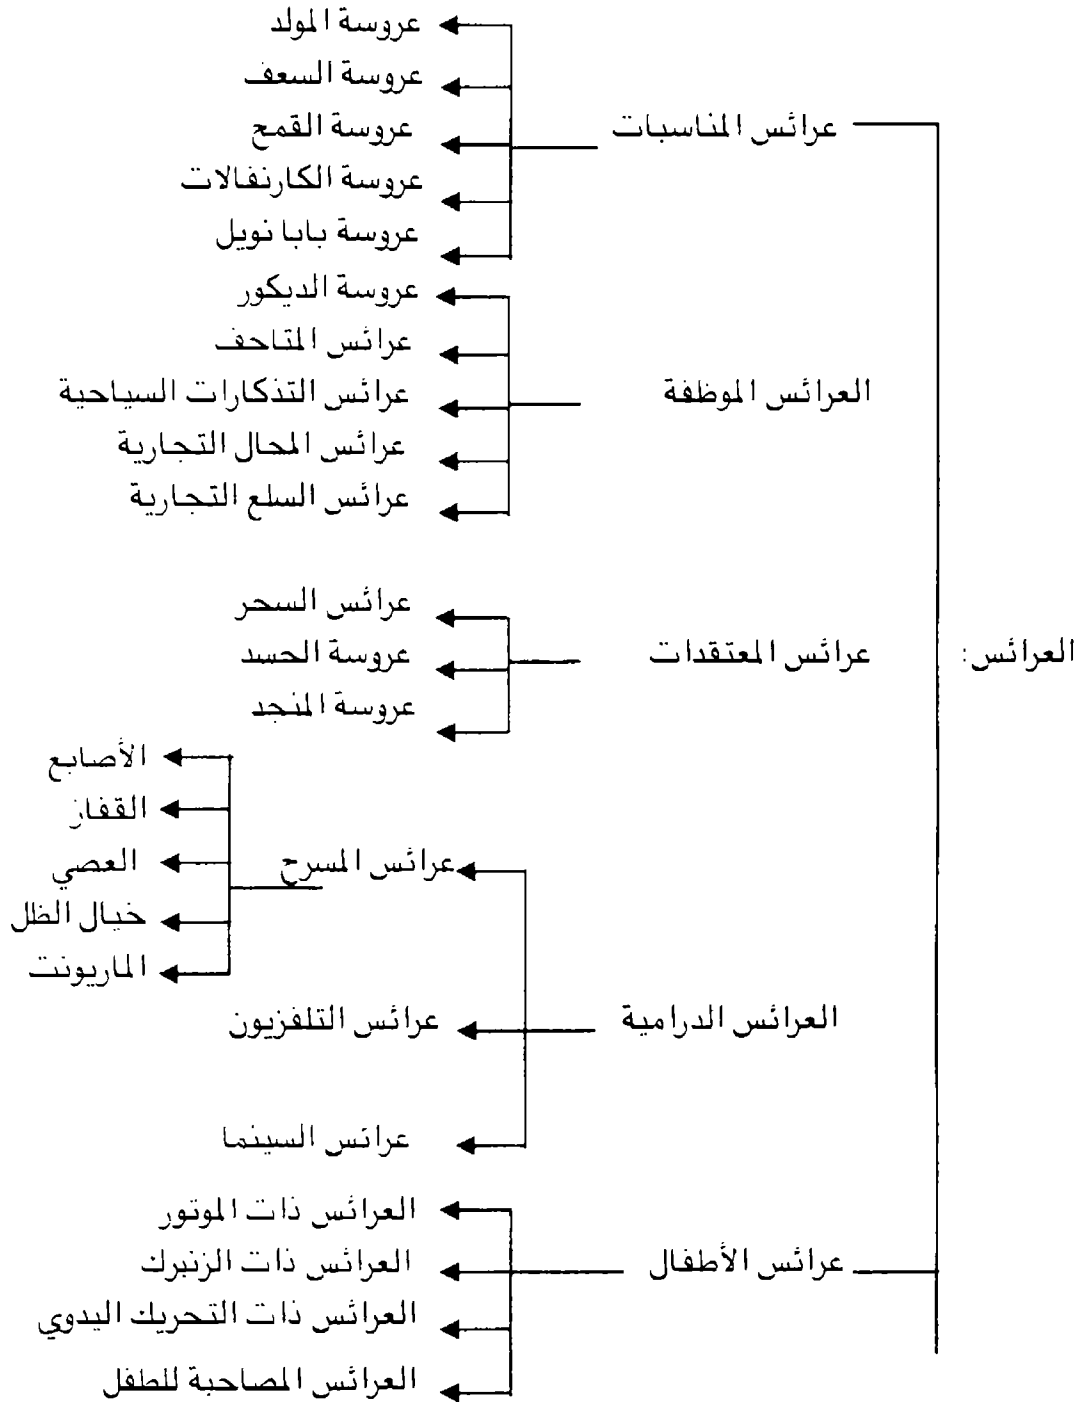 العرائس:
عرائس المناسبات
عروسة المولد
عروسة السعف
عروسة القمح
عروسة الكارنفالات
عروسة بابا نويل
العرائس الموظفة
عروسة الديكور
عرائس المتاحف
عرائس التذكارات السياحية
عرائس المحال التجارية
عرائس السلع التجارية
عرائس المعتقدات
عرائس السحر
عروسة الحسد
عروسة المنجد
العرائس الدرامية
عرائس المسرح
الأصابع
القفاز
العصي
خيال الظل
الماريونت
عرائس التلفزيون
عرائس السينما
عرائس الأطفال
العرائس ذات الموتور
العرائس ذات الزنبرك
العرائس ذات التحريك اليدوي
العرائس المصاحبة للطفل